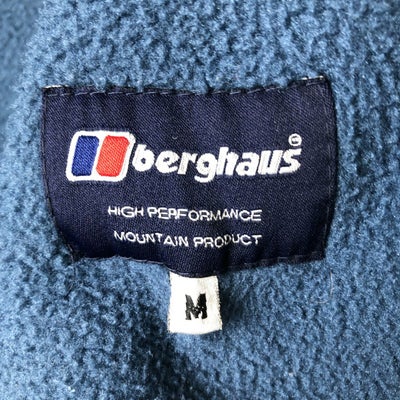 berghaus®
HIGH PERFORMANCE
MOUNTAIN PRODUCT
M